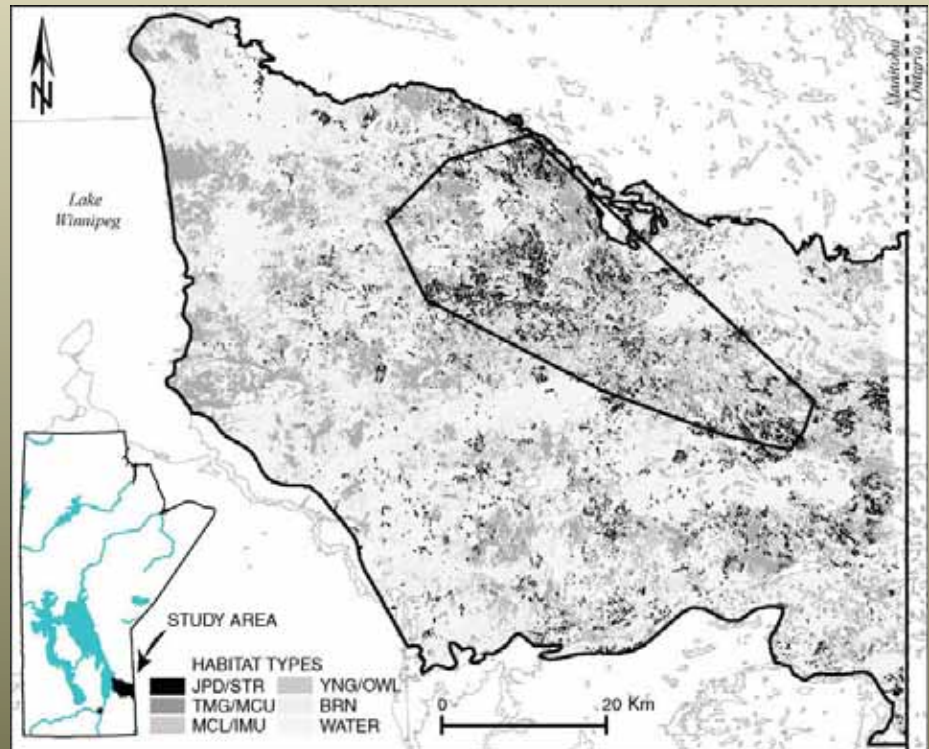 N
Manitoba
Ontario
Lake
Winnipeg
STUDY AREA
HABITAT TYPES
JPD/STR
TMG/MCU
MCL/IMU
YNG/OWL
BRN
WATER
0 20 Km